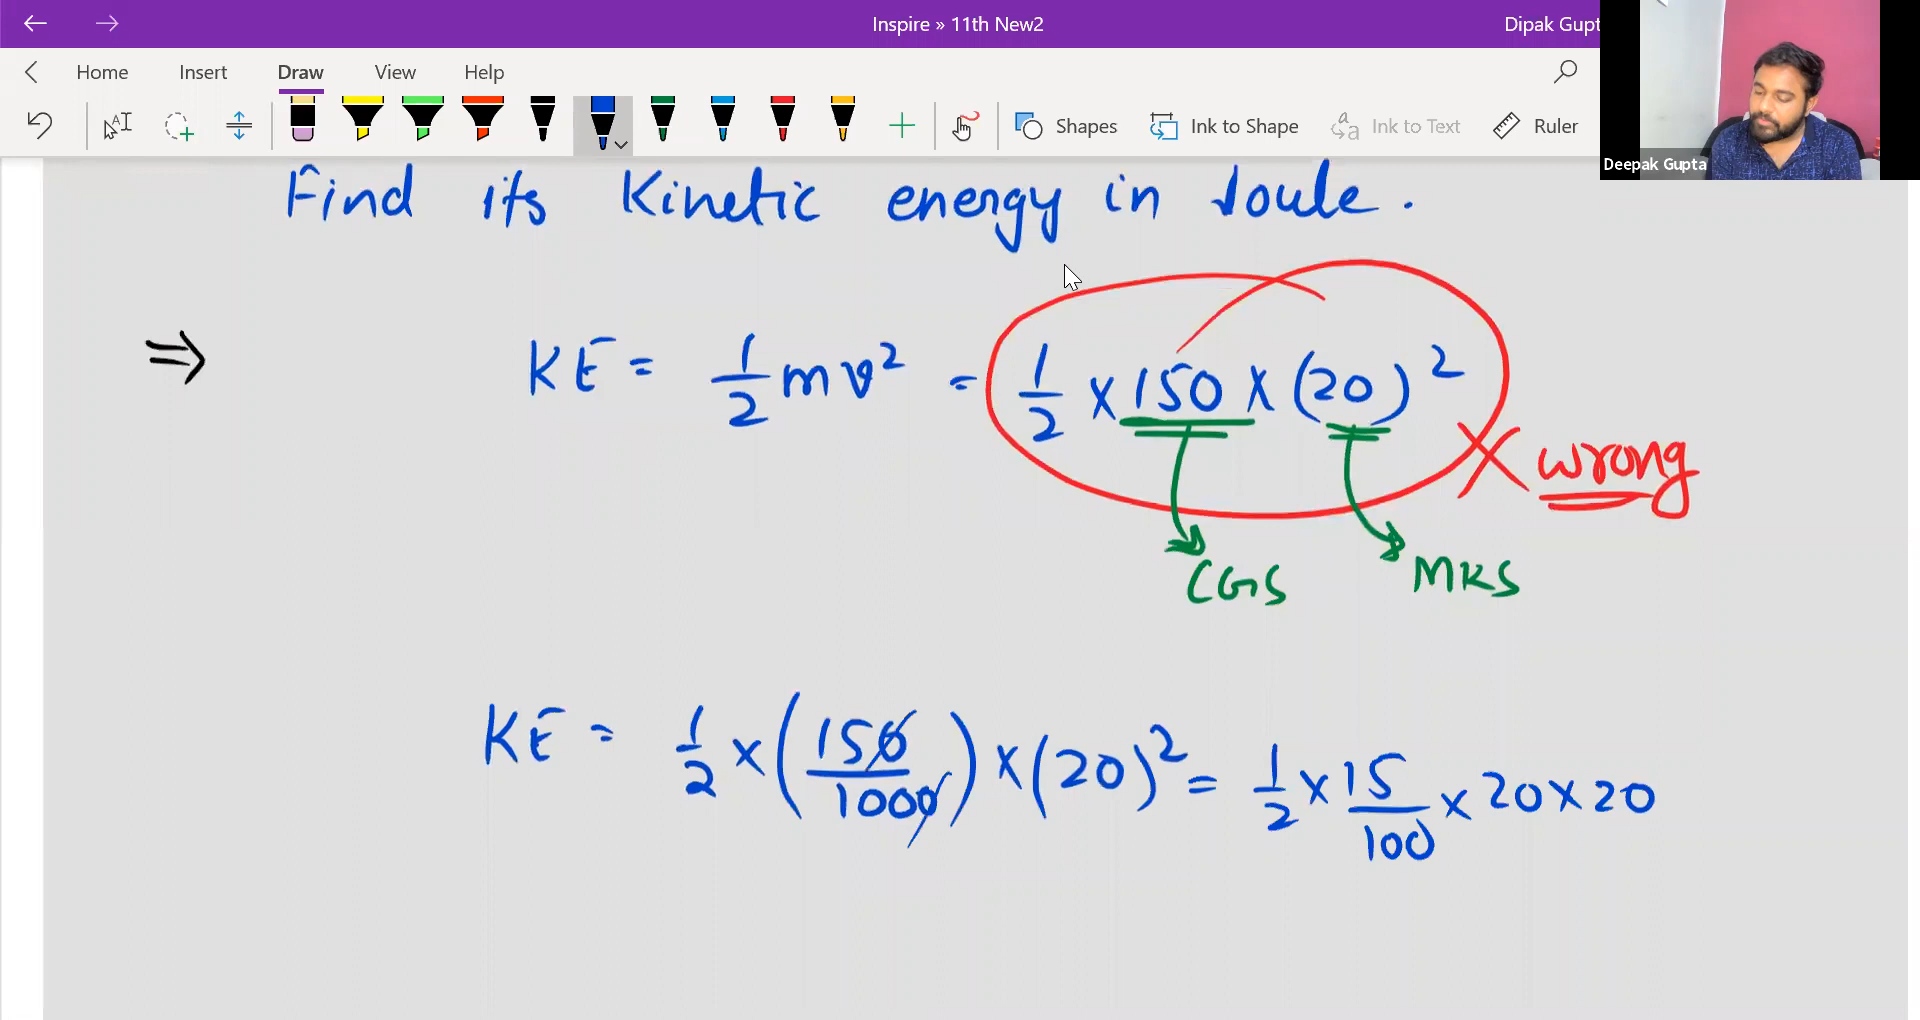 Inspire » 11th New2
Dipak Gupt
Home Insert Draw View Help
Shapes Ink to Shape Ink to Text Ruler
Deepak Gupta
Find its Kinetic energy in Joule.
⇒ KE = 1/2 mv² = 1/2 × 150 × (20)² × wrong
CGS MKS
KE = 1/2 × (150/1000) × (20)² = 1/2 × 15/100 × 20 × 20